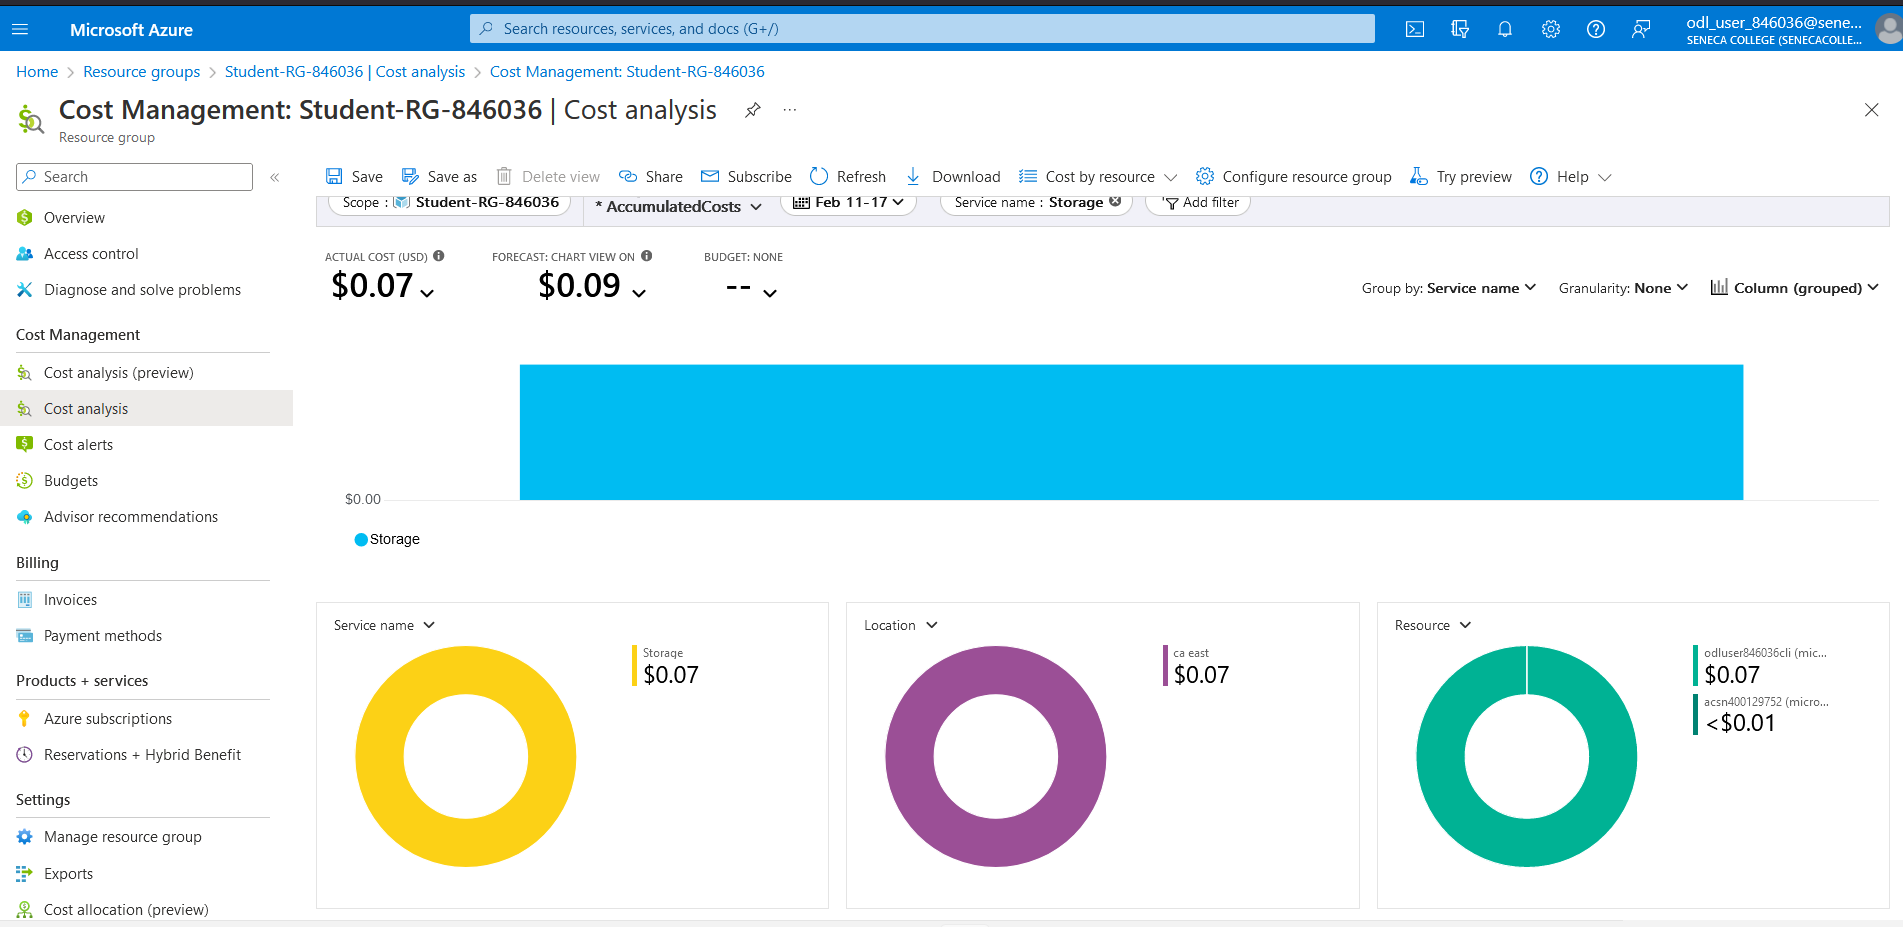 Microsoft Azure
Search resources, services, and docs (G+/)
odl_user_846036@sene...
SENECA COLLEGE (SENECACOLLE...
Home > Resource groups > Student-RG-846036 | Cost analysis > Cost Management: Student-RG-846036
Cost Management: Student-RG-846036 | Cost analysis
...
Resource group
Search
«
Save
Save as
Delete view
Share
Subscribe
Refresh
Download
Cost by resource
Configure resource group
Try preview
Help
Scope : Student-RG-846036
* AccumulatedCosts
Feb 11-17
Service name : Storage
Add filter
Overview
Access control
Diagnose and solve problems
Cost Management
Cost analysis (preview)
Cost analysis
Cost alerts
Budgets
Advisor recommendations
Billing
Invoices
Payment methods
Products + services
Azure subscriptions
Reservations + Hybrid Benefit
Settings
Manage resource group
Exports
Cost allocation (preview)
ACTUAL COST (USD)
$0.07
FORECAST: CHART VIEW ON
$0.09
BUDGET: NONE
--
Group by: Service name
Granularity: None
Column (grouped)
$0.00
Storage
Service name
Storage
$0.07
Location
ca east
$0.07
Resource
odluser846036cli (mic...
$0.07
acsn400129752 (micro...
<$0.01